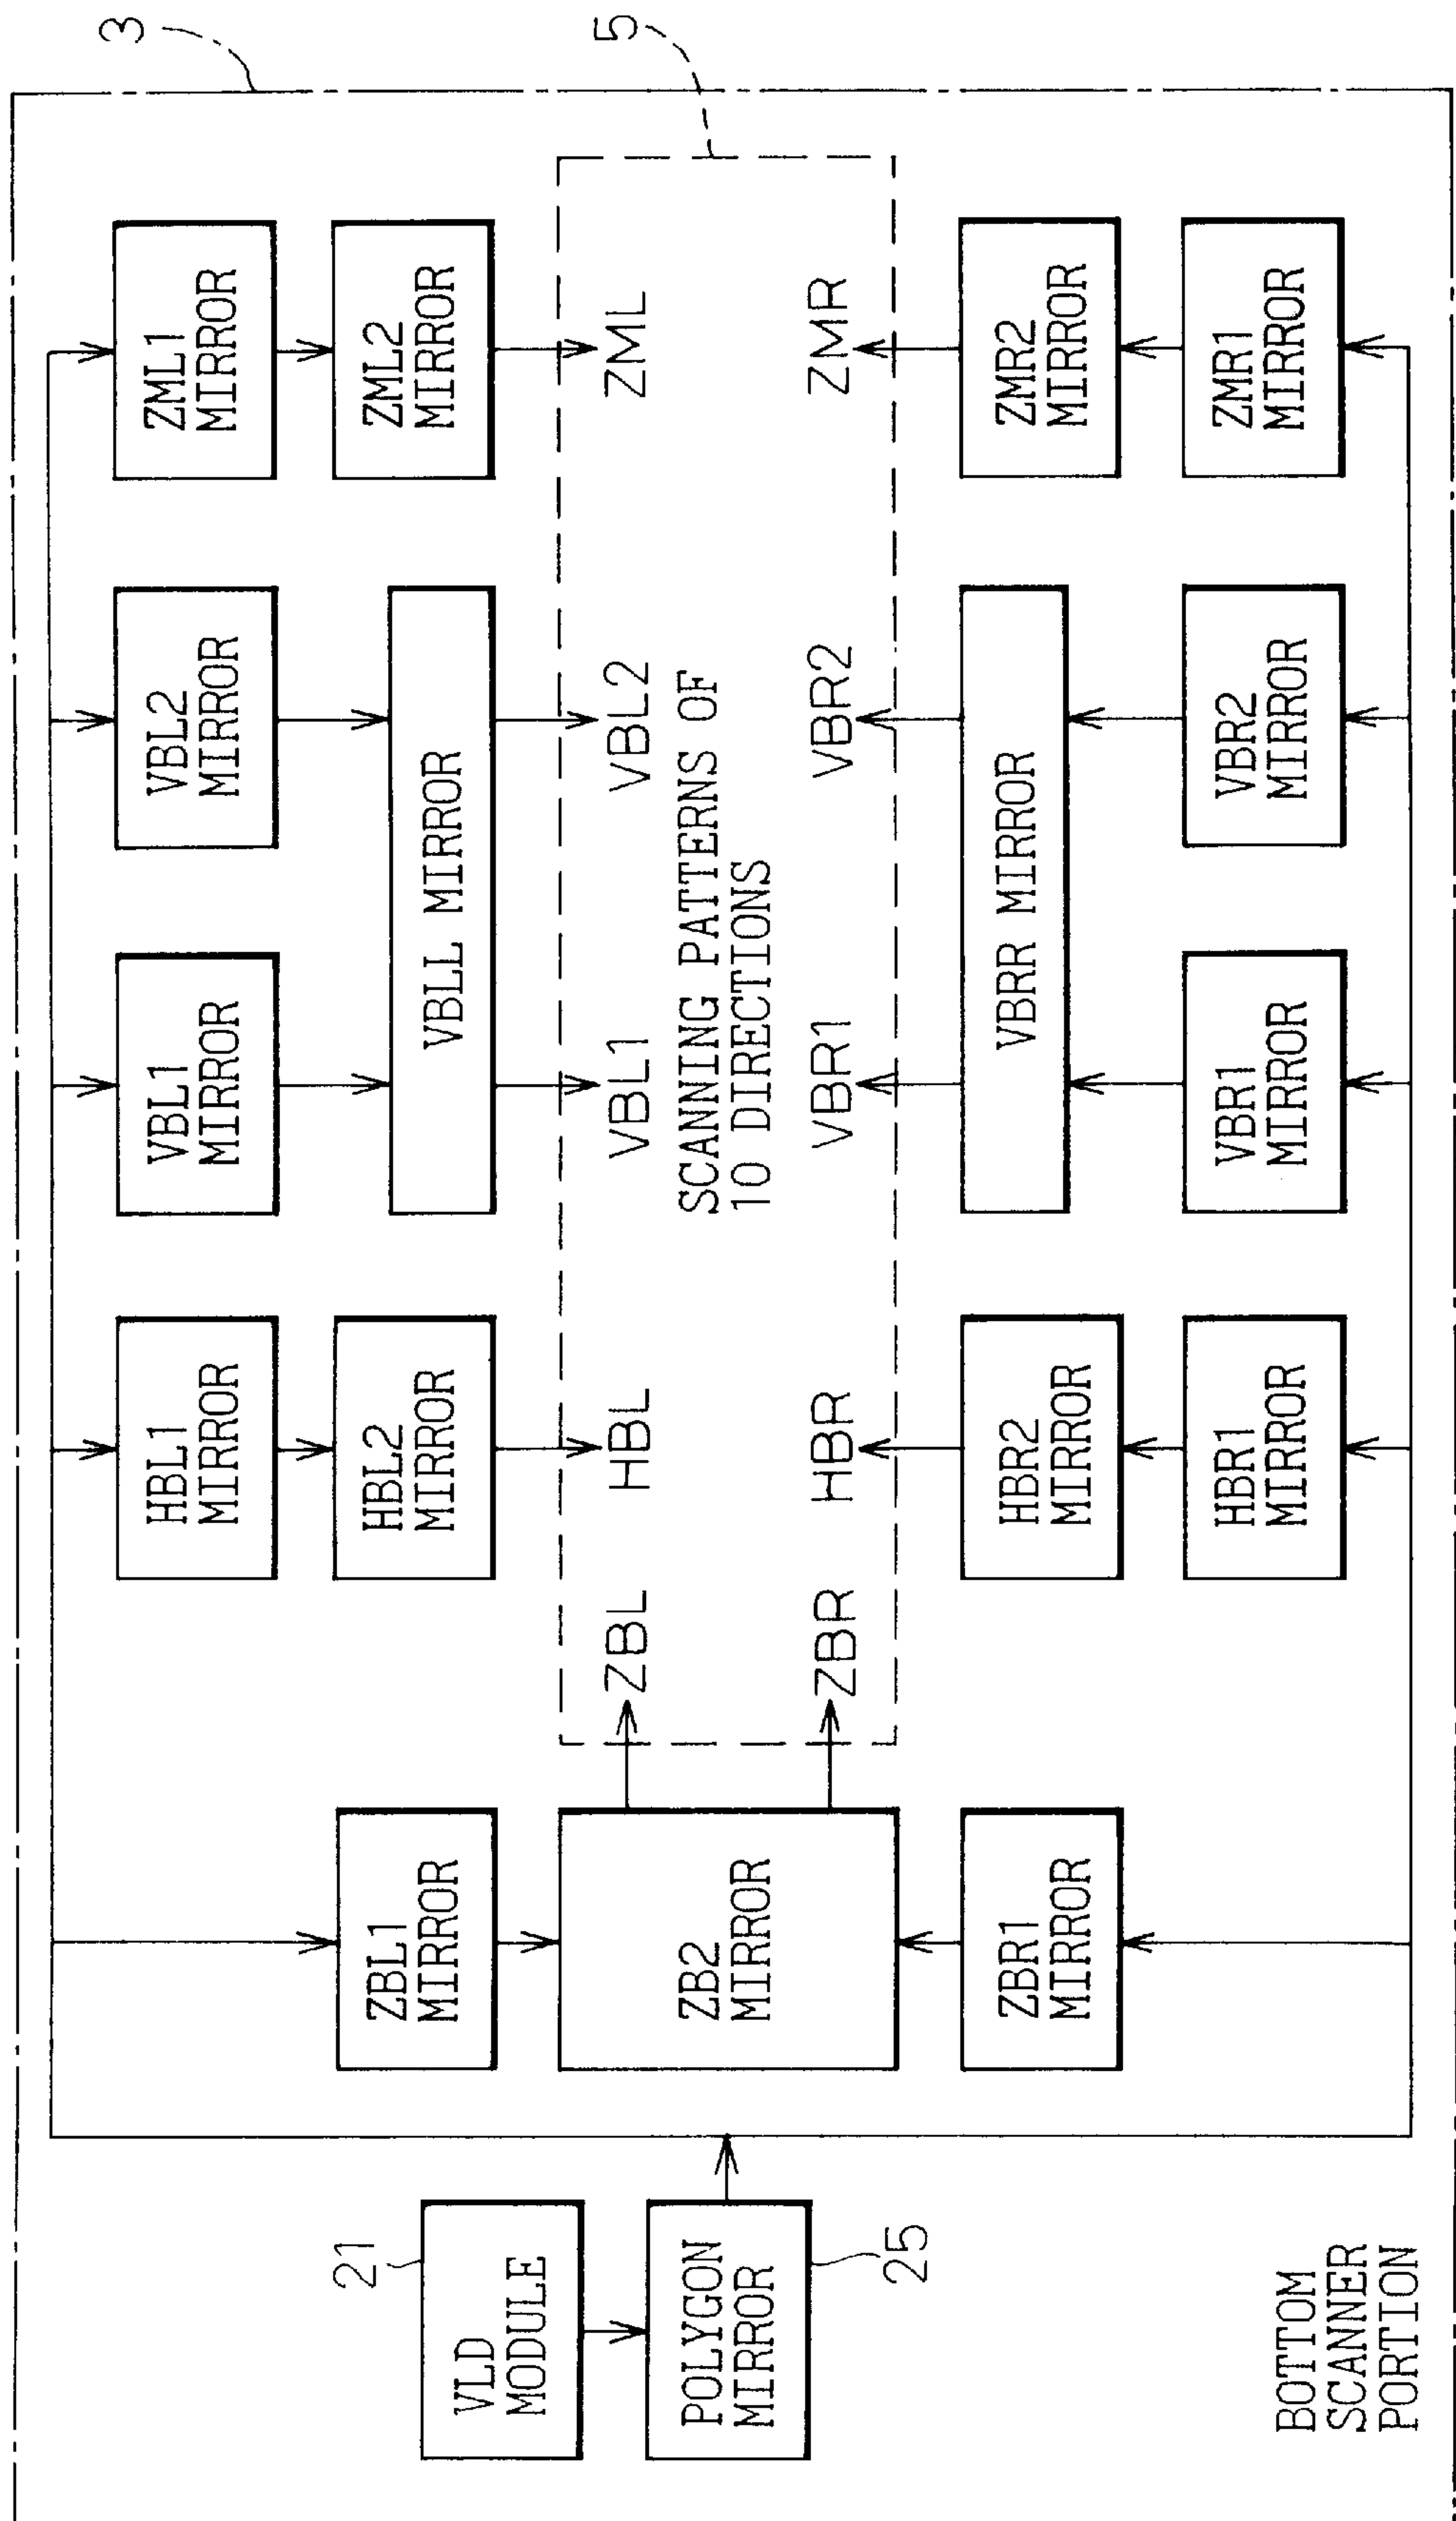 3
5
ZML1
MIRROR
ZML2
MIRROR
ZML
ZMR
ZMR2
MIRROR
ZMR1
MIRROR
VBL2
MIRROR
VBL1
MIRROR
VBLL MIRROR
VBL2
VBL1
SCANNING PATTERNS OF
10 DIRECTIONS
VBR2
VBR1
VBRR MIRROR
VBR2
MIRROR
VBR1
MIRROR
HBL1
MIRROR
HBL2
MIRROR
HBL
HBR
HBR2
MIRROR
HBR1
MIRROR
ZBL
ZBR
ZBL1
MIRROR
ZB2
MIRROR
ZBR1
MIRROR
21
VLD
MODULE
POLYGON
MIRROR
25
BOTTOM
SCANNER
PORTION